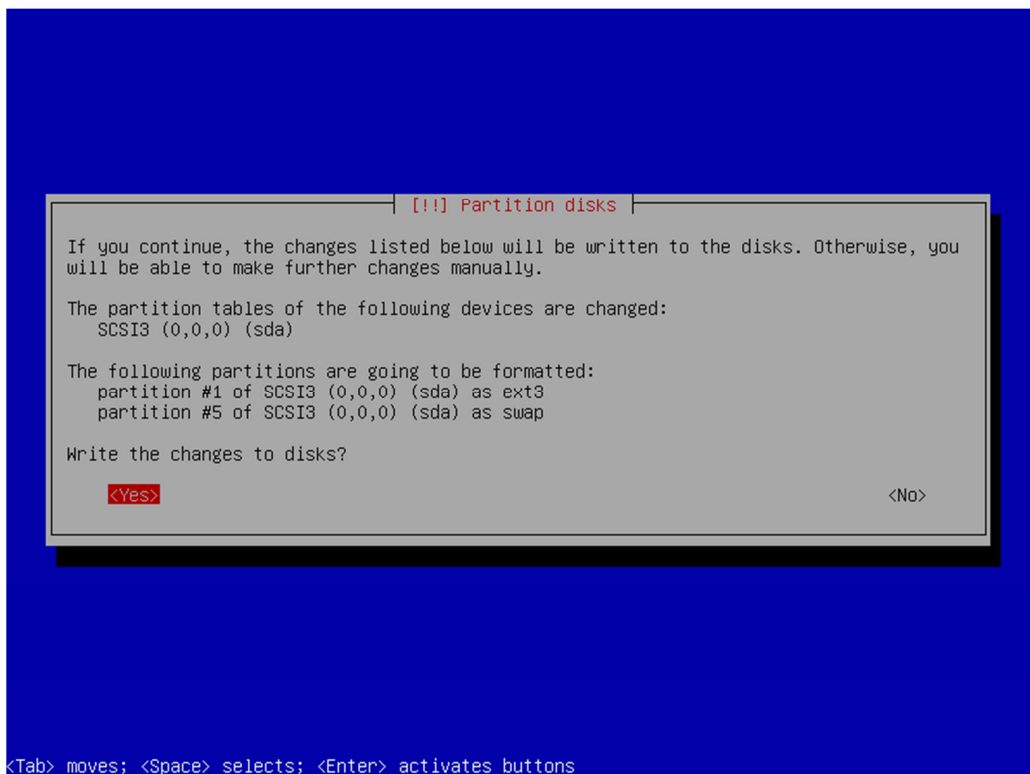 [!!] Partition disks
If you continue, the changes listed below will be written to the disks. Otherwise, you
will be able to make further changes manually.
The partition tables of the following devices are changed:
SCSI3 (0,0,0) (sda)
The following partitions are going to be formatted:
partition #1 of SCSI3 (0,0,0) (sda) as ext3
partition #5 of SCSI3 (0,0,0) (sda) as swap
Write the changes to disks?
<Yes> <No>
<Tab> moves; <Space> selects; <Enter> activates buttons